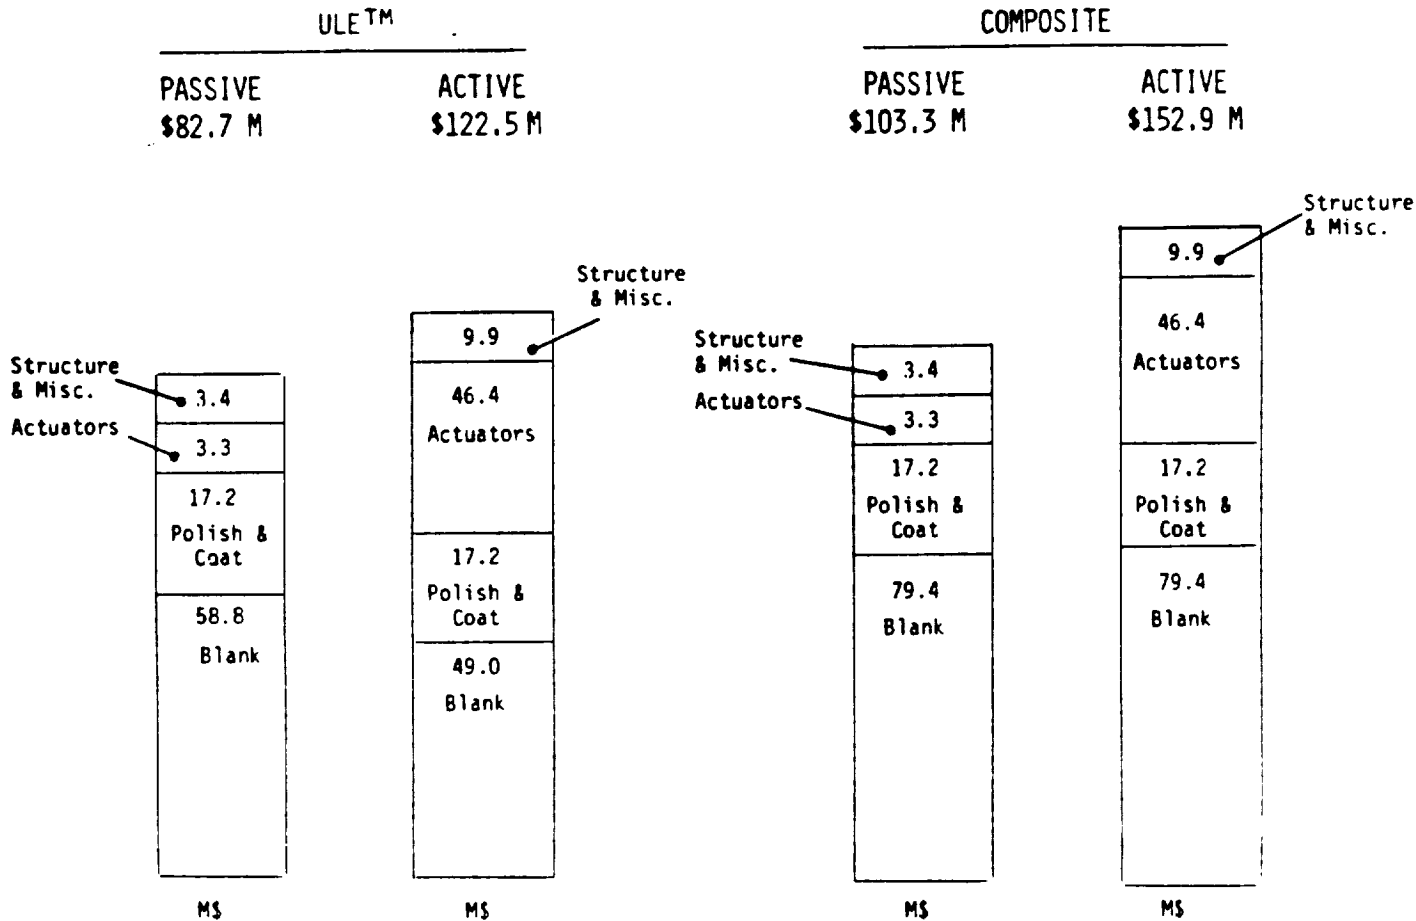 ULE™
COMPOSITE
PASSIVE
$82.7 M
ACTIVE
$122.5 M
PASSIVE
$103.3 M
ACTIVE
$152.9 M
Structure
& Misc.
Actuators
3.4
3.3
17.2
Polish &
Coat
58.8
Blank
M$
Structure
& Misc.
9.9
46.4
Actuators
17.2
Polish &
Coat
49.0
Blank
M$
Structure
& Misc.
Actuators
3.4
3.3
17.2
Polish &
Coat
79.4
Blank
M$
Structure
& Misc.
9.9
46.4
Actuators
17.2
Polish &
Coat
79.4
Blank
M$